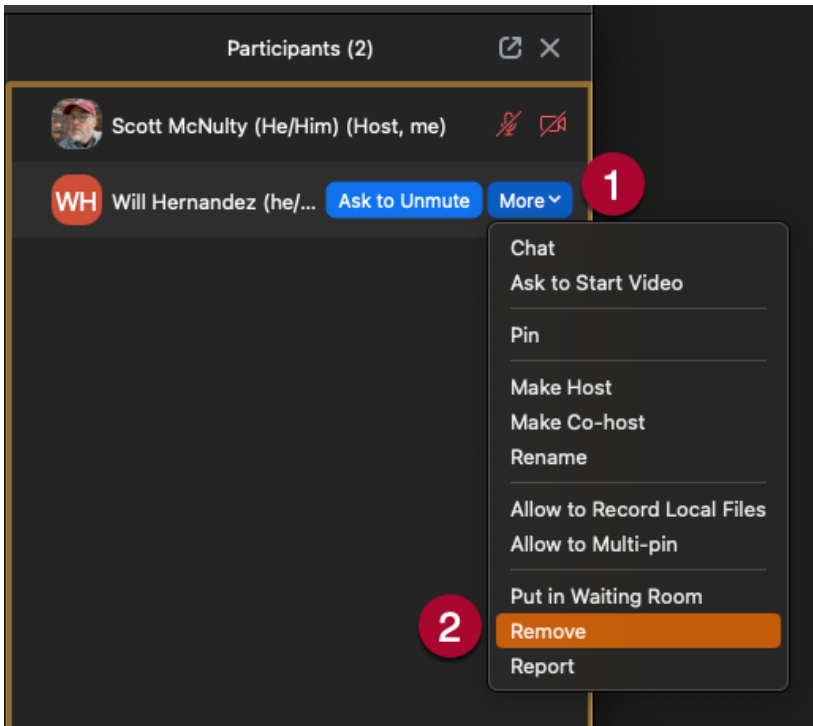 Participants (2)
Scott McNulty (He/Him) (Host, me)
WH Will Hernandez (he/... Ask to Unmute More 1
Chat
Ask to Start Video
Pin
Make Host
Make Co-host
Rename
Allow to Record Local Files
Allow to Multi-pin
Put in Waiting Room
2 Remove
Report